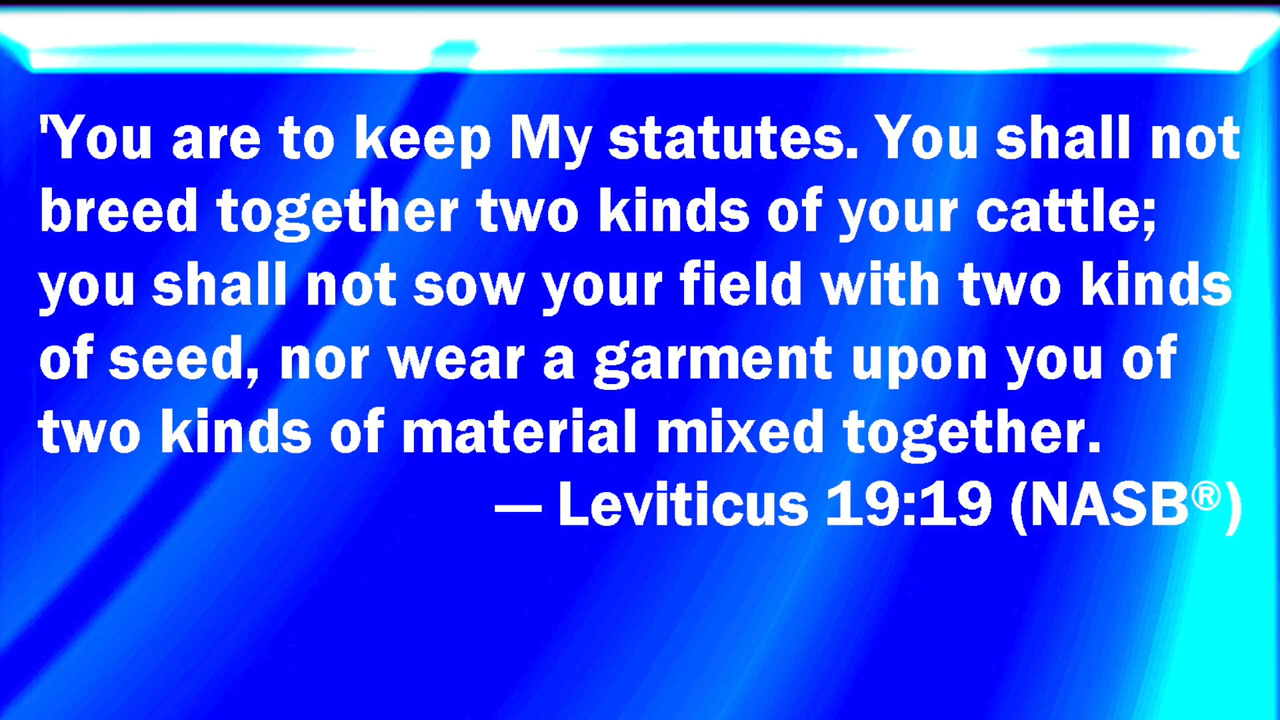 'You are to keep My statutes. You shall not
breed together two kinds of your cattle;
you shall not sow your field with two kinds
of seed, nor wear a garment upon you of
two kinds of material mixed together.
— Leviticus 19:19 (NASB®)